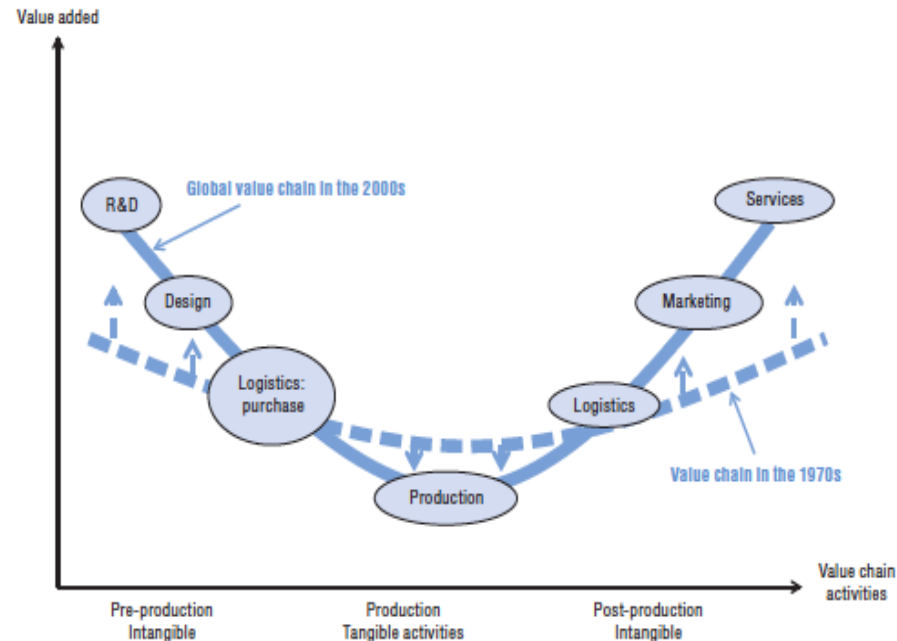 Value added
Global value chain in the 2000s
R&D
Services
Design
Marketing
Logistics:
purchase
Logistics
Value chain in the 1970s
Production
Value chain
activities
Pre-production
Intangible
Production
Tangible activities
Post-production
Intangible